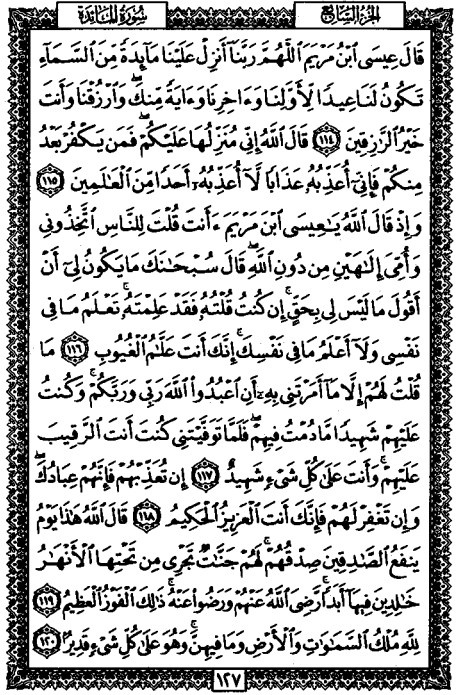 الجزء السابع
سورة المائدة
قَالَ عِيسَى ٱبْنُ مَرْيَمَ ٱللَّهُمَّ رَبَّنَآ أَنزِلْ عَلَيْنَا مَآئِدَةً مِّنَ ٱلسَّمَآءِ
تَكُونُ لَنَا عِيدًا لِّأَوَّلِنَا وَءَاخِرِنَا وَءَايَةً مِّنكَ ۖ وَٱرْزُقْنَا وَأَنتَ
خَيْرُ ٱلرَّٰزِقِينَ ١١٤ قَالَ ٱللَّهُ إِنِّى مُنَزِّلُهَا عَلَيْكُمْ ۖ فَمَن يَكْفُرْ بَعْدُ
مِنكُمْ فَإِنِّىٓ أُعَذِّبُهُۥ عَذَابًا لَّآ أُعَذِّبُهُۥٓ أَحَدًا مِّنَ ٱلْعَٰلَمِينَ ١١٥
وَإِذْ قَالَ ٱللَّهُ يَٰعِيسَى ٱبْنَ مَرْيَمَ ءَأَنتَ قُلْتَ لِلنَّاسِ ٱتَّخِذُونِى
وَأُمِّىَ إِلَٰهَيْنِ مِن دُونِ ٱللَّهِ ۖ قَالَ سُبْحَٰنَكَ مَا يَكُونُ لِىٓ أَنْ
أَقُولَ مَا لَيْسَ لِى بِحَقٍّ ۚ إِن كُنتُ قُلْتُهُۥ فَقَدْ عَلِمْتَهُۥ ۚ تَعْلَمُ مَا فِى
نَفْسِى وَلَآ أَعْلَمُ مَا فِى نَفْسِكَ ۚ إِنَّكَ أَنتَ عَلَّٰمُ ٱلْغُيُوبِ ١١٦ مَا
قُلْتُ لَهُمْ إِلَّا مَآ أَمَرْتَنِى بِهِۦٓ أَنِ ٱعْبُدُوا۟ ٱللَّهَ رَبِّى وَرَبَّكُمْ ۚ وَكُنتُ
عَلَيْهِمْ شَهِيدًا مَّا دُمْتُ فِيهِمْ ۖ فَلَمَّا تَوَفَّيْتَنِى كُنتَ أَنتَ ٱلرَّقِيبَ
عَلَيْهِمْ ۚ وَأَنتَ عَلَىٰ كُلِّ شَىْءٍ شَهِيدٌ ١١٧ إِن تُعَذِّبْهُمْ فَإِنَّهُمْ عِبَادُكَ ۖ
وَإِن تَغْفِرْ لَهُمْ فَإِنَّكَ أَنتَ ٱلْعَزِيزُ ٱلْحَكِيمُ ١١٨ قَالَ ٱللَّهُ هَٰذَا يَوْمُ
يَنفَعُ ٱلصَّٰدِقِينَ صِدْقُهُمْ ۚ لَهُمْ جَنَّٰتٌ تَجْرِى مِن تَحْتِهَا ٱلْأَنْهَٰرُ
خَٰلِدِينَ فِيهَآ أَبَدًا ۚ رَّضِىَ ٱللَّهُ عَنْهُمْ وَرَضُوا۟ عَنْهُ ۚ ذَٰلِكَ ٱلْفَوْزُ ٱلْعَظِيمُ ١١٩
لِلَّهِ مُلْكُ ٱلسَّمَٰوَٰتِ وَٱلْأَرْضِ وَمَا فِيهِنَّ ۚ وَهُوَ عَلَىٰ كُلِّ شَىْءٍ قَدِيرٌۢ ١٢٠
١٢٧